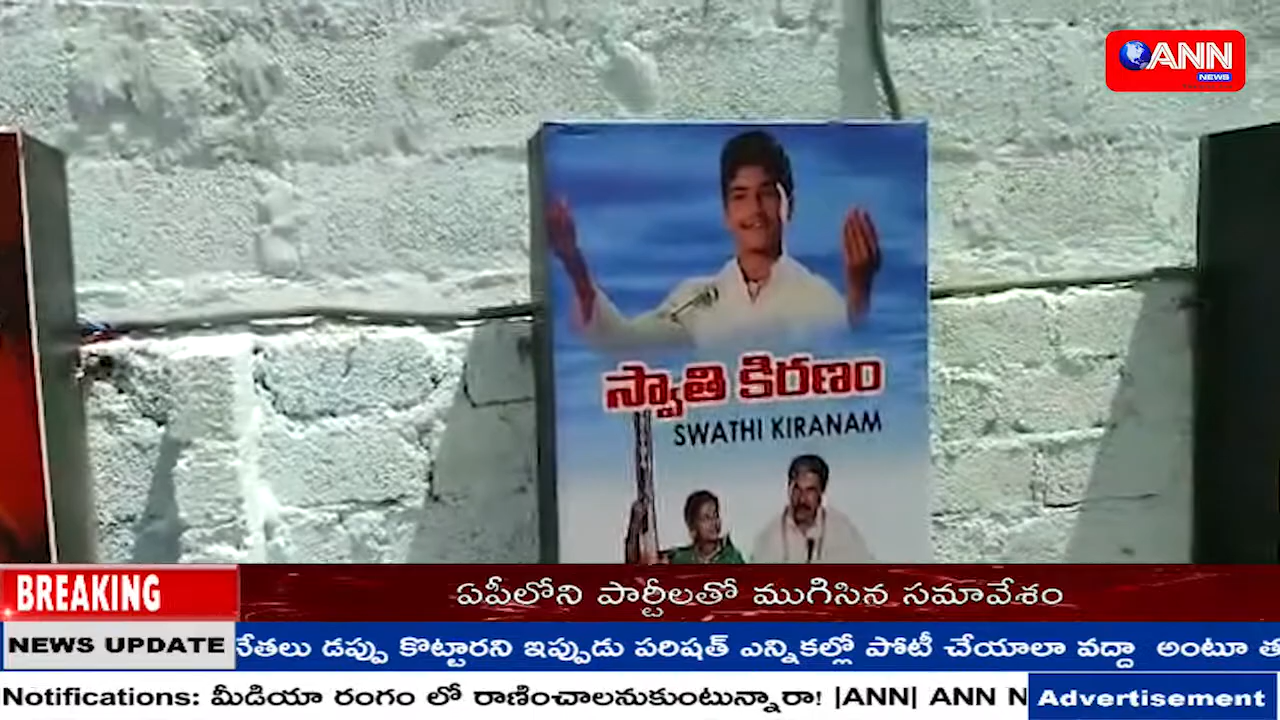 ANN
NEWS
స్వాతి కిరణం
SWATHI KIRANAM
BREAKING
ఏపీలోని పార్టీలతో ముగిసిన సమావేశం
NEWS UPDATE
నేతలు డప్పు కొట్టారని ఇప్పుడు పరిషత్ ఎన్నికల్లో పోటీ చేయాలా వద్దా అంటూ త
Notifications: మీడియా రంగం లో రాణించాలనుకుంటున్నారా! |ANN| ANN N
Advertisement